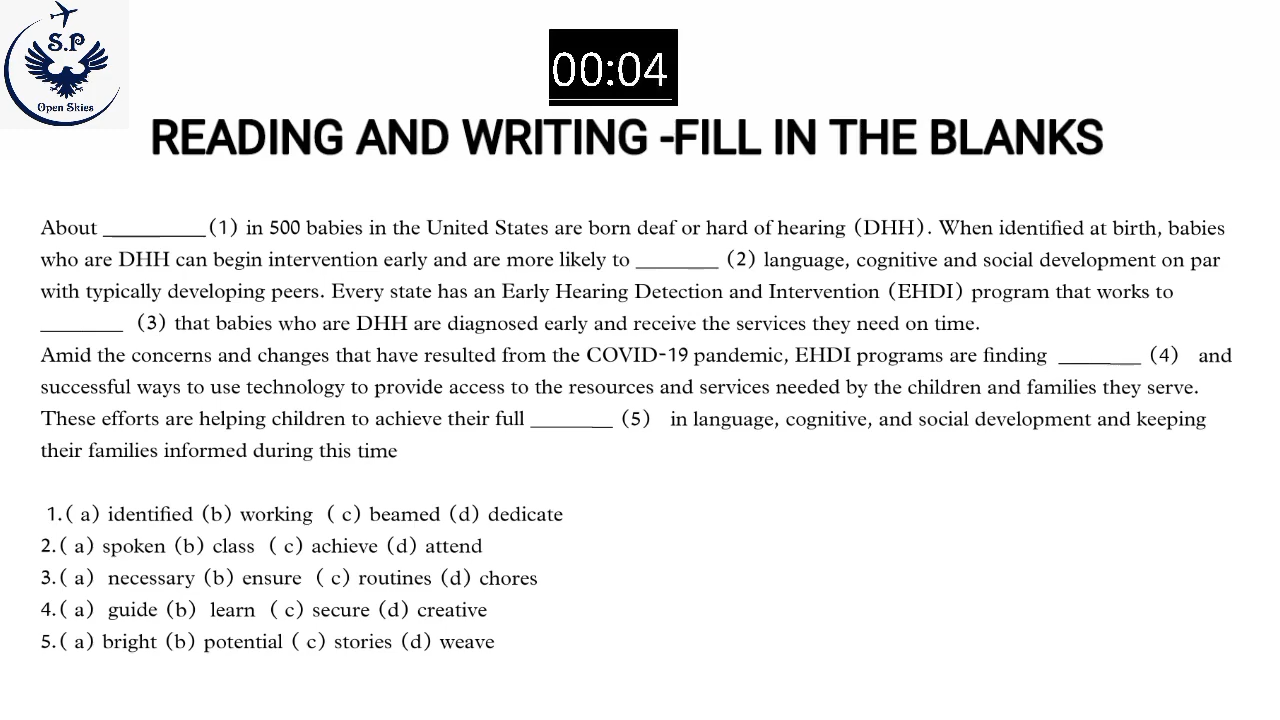 S.P
Open Skies
00:04
READING AND WRITING -FILL IN THE BLANKS
About __________(1) in 500 babies in the United States are born deaf or hard of hearing (DHH). When identified at birth, babies
who are DHH can begin intervention early and are more likely to ________ (2) language, cognitive and social development on par
with typically developing peers. Every state has an Early Hearing Detection and Intervention (EHDI) program that works to
________ (3) that babies who are DHH are diagnosed early and receive the services they need on time.
Amid the concerns and changes that have resulted from the COVID-19 pandemic, EHDI programs are finding ________ (4) and
successful ways to use technology to provide access to the resources and services needed by the children and families they serve.
These efforts are helping children to achieve their full ________ (5) in language, cognitive, and social development and keeping
their families informed during this time
1.( a) identified (b) working ( c) beamed (d) dedicate
2.( a) spoken (b) class ( c) achieve (d) attend
3.( a) necessary (b) ensure ( c) routines (d) chores
4.( a) guide (b) learn ( c) secure (d) creative
5.( a) bright (b) potential ( c) stories (d) weave